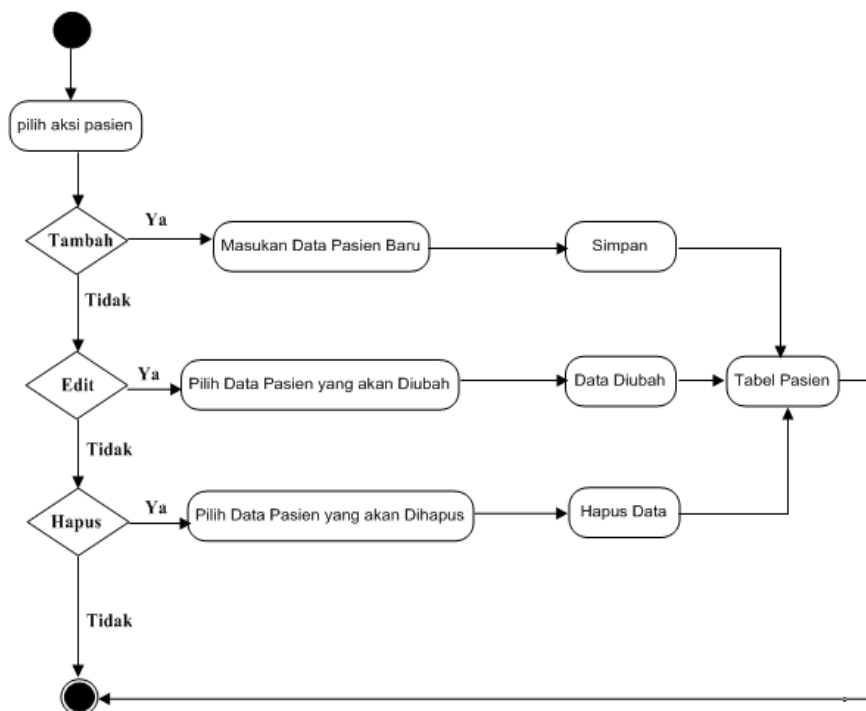 pilih aksi pasien
Ya
Tambah
Masukan Data Pasien Baru
Simpan
Tidak
Ya
Edit
Pilih Data Pasien yang akan Diubah
Data Diubah
Tabel Pasien
Tidak
Ya
Hapus
Pilih Data Pasien yang akan Dihapus
Hapus Data
Tidak